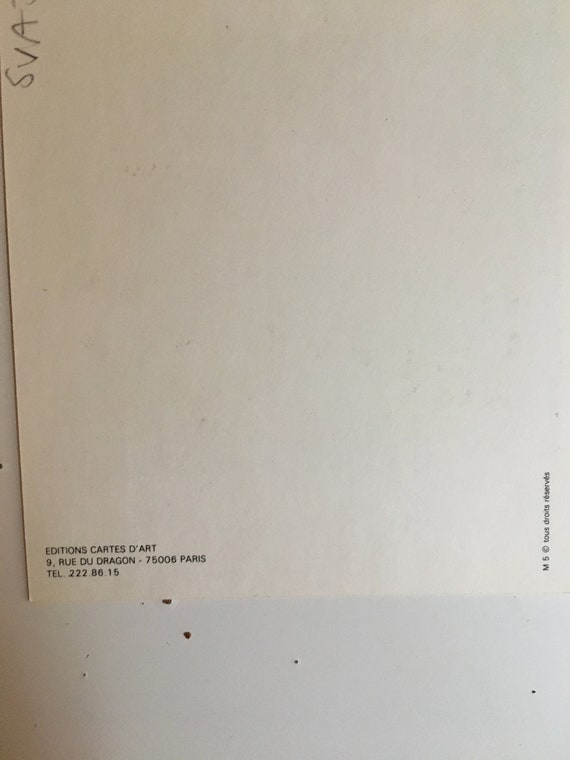 EDITIONS CARTES D'ART
9, RUE DU DRAGON - 75006 PARIS
TEL. 222.86.15
M 5 © tous droits réservés